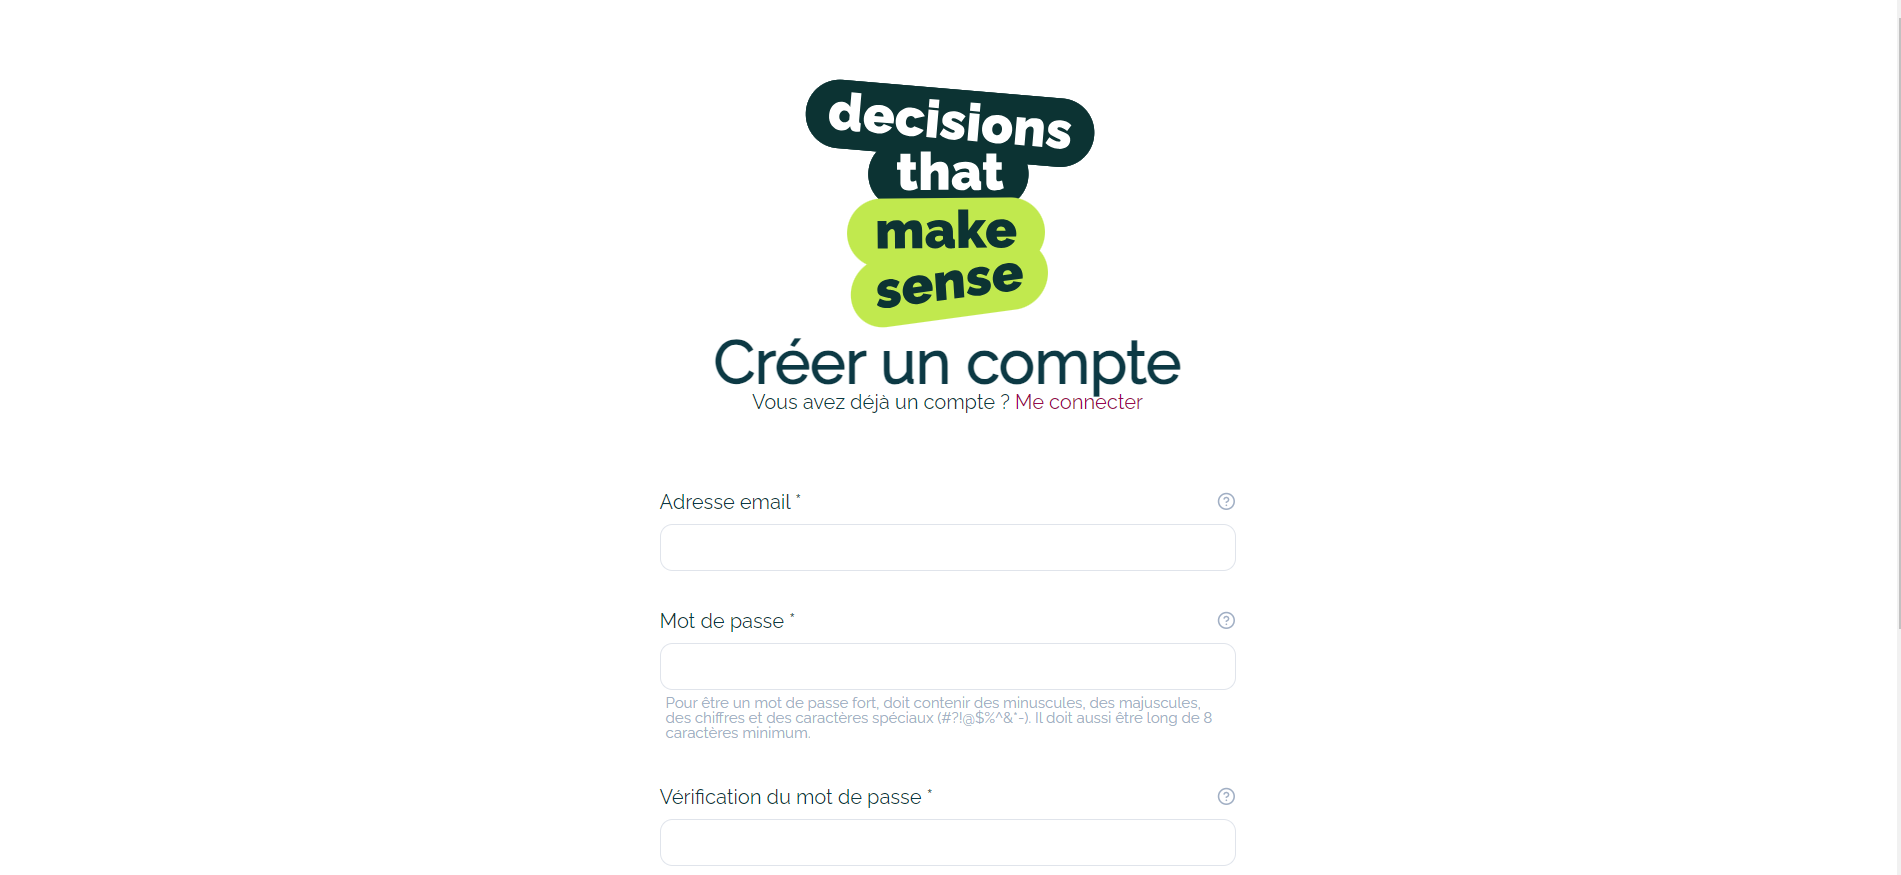 decisions
that
make
sense
Créer un compte
Vous avez déjà un compte ? Me connecter
Adresse email *
Mot de passe *
Pour être un mot de passe fort, doit contenir des minuscules, des majuscules,
des chiffres et des caractères spéciaux (#?!@$%^&*-). Il doit aussi être long de 8
caractères minimum.
Vérification du mot de passe *